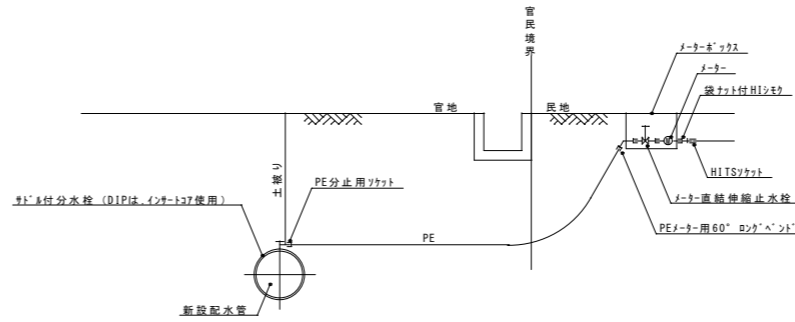 官民境界
メーターボックス
メーター
袋ナット付HIシモク
官地
民地
土被り
PE分止用ソケット
HITSソケット
サドル付分水栓 (DIPは、インサートコア使用)
メーター直結伸縮止水栓
PE
PEメーター用60° ロングベンド
新設配水管